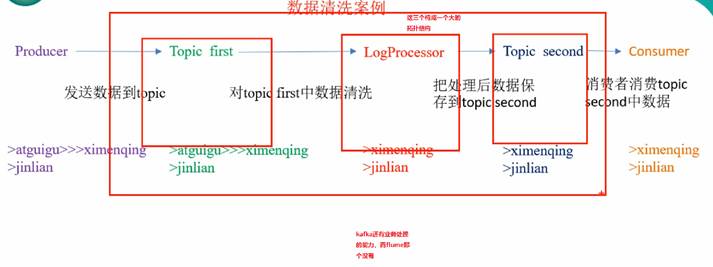 数据清洗案例
这三个构成一个大的
拓扑结构
Producer Topic first LogProcessor Topic second Consumer
发送数据到topic
对topic first中数据清洗
把处理后数据保
存到topic second
消费者消费topic
second中数据
>atguigu>>>ximenqing >atguigu>>>ximenqing >ximenqing >ximenqing >ximenqing
>jinlian >jinlian >jinlian >jinlian >jinlian
kafka还有业务处理
的能力，而flume那
个没有